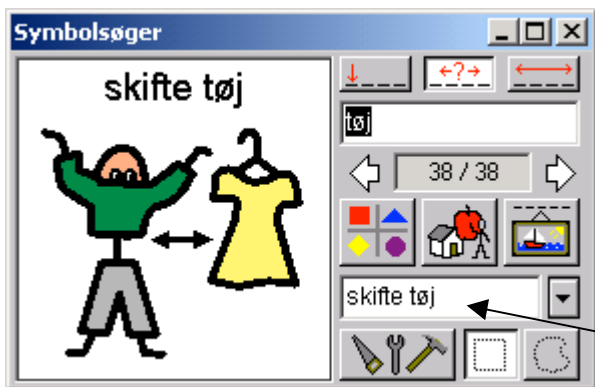 Symbolsøger
skifte tøj
←?→
tøj
38 / 38
skifte tøj